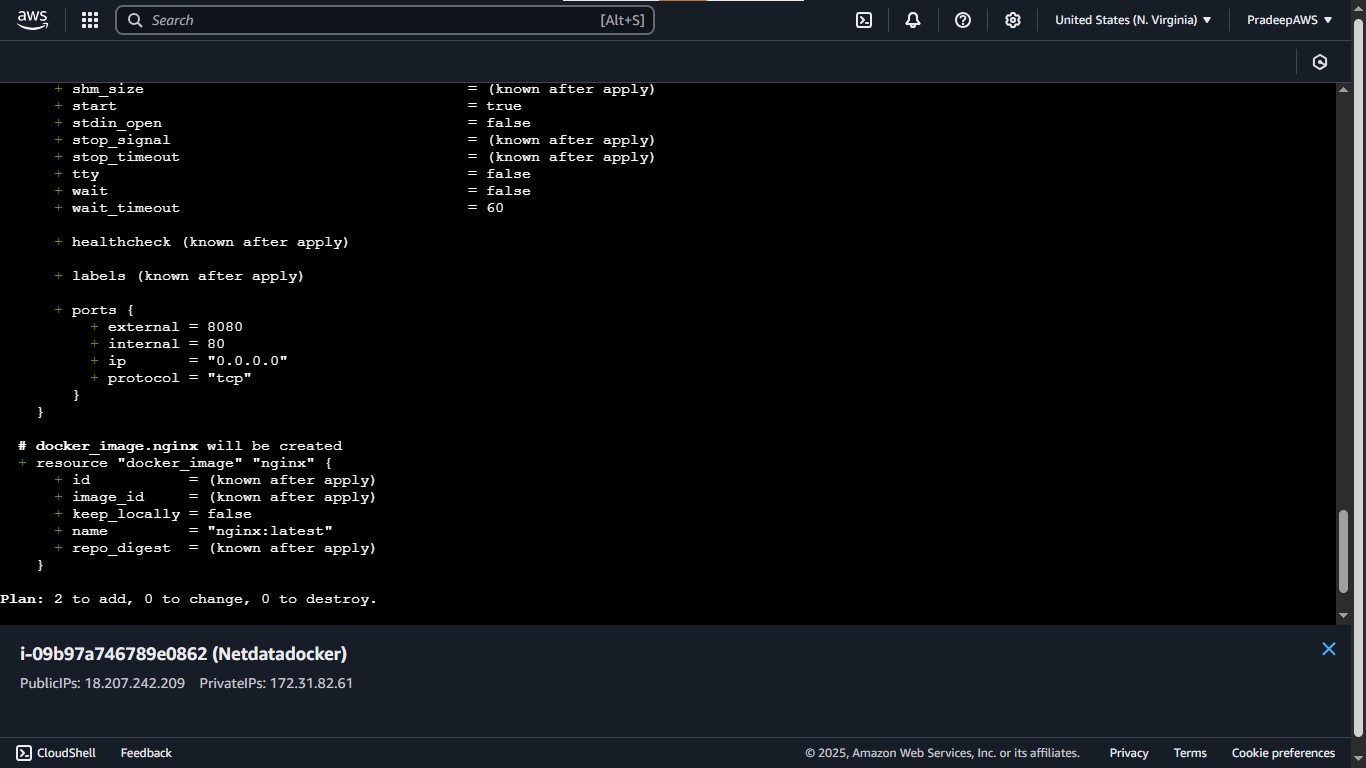 aws Search [Alt+S] United States (N. Virginia) ▼ PradeepAWS ▼
+ shm_size = (known after apply)
+ start = true
+ stdin_open = false
+ stop_signal = (known after apply)
+ stop_timeout = (known after apply)
+ tty = false
+ wait = false
+ wait_timeout = 60
+ healthcheck (known after apply)
+ labels (known after apply)
+ ports {
+ external = 8080
+ internal = 80
+ ip = "0.0.0.0"
+ protocol = "tcp"
}
}
# docker_image.nginx will be created
+ resource "docker_image" "nginx" {
+ id = (known after apply)
+ image_id = (known after apply)
+ keep_locally = false
+ name = "nginx:latest"
+ repo_digest = (known after apply)
}
Plan: 2 to add, 0 to change, 0 to destroy.
i-09b97a746789e0862 (Netdatadocker)
PublicIPs: 18.207.242.209 PrivateIPs: 172.31.82.61
CloudShell Feedback © 2025, Amazon Web Services, Inc. or its affiliates. Privacy Terms Cookie preferences